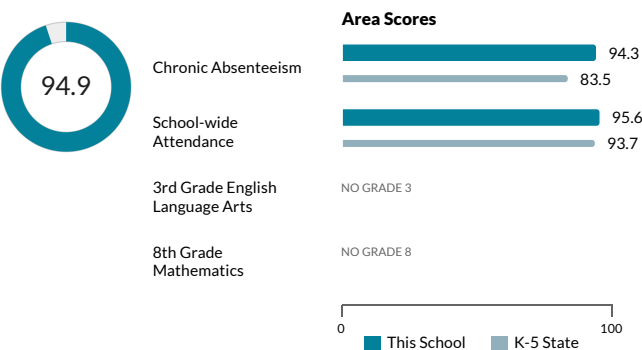 Area Scores
94.9
Chronic Absenteeism
94.3
83.5
School-wide
Attendance
95.6
93.7
3rd Grade English
Language Arts
NO GRADE 3
8th Grade
Mathematics
NO GRADE 8
0 100
This School K-5 State